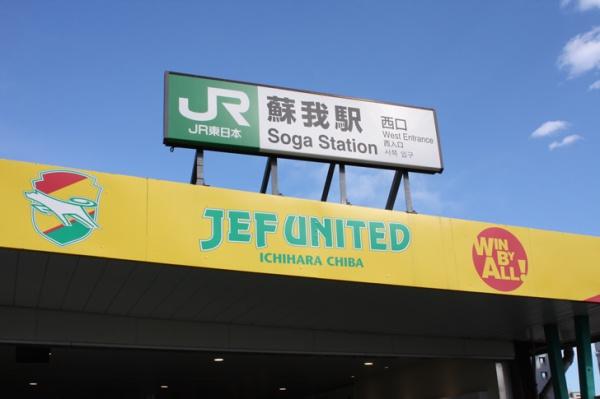 JR
JR東日本
蘇我駅
Soga Station
西口
West Entrance
西入口
서쪽 입구
JEF UNITED
ICHIHARA CHIBA
WIN
BY
ALL!